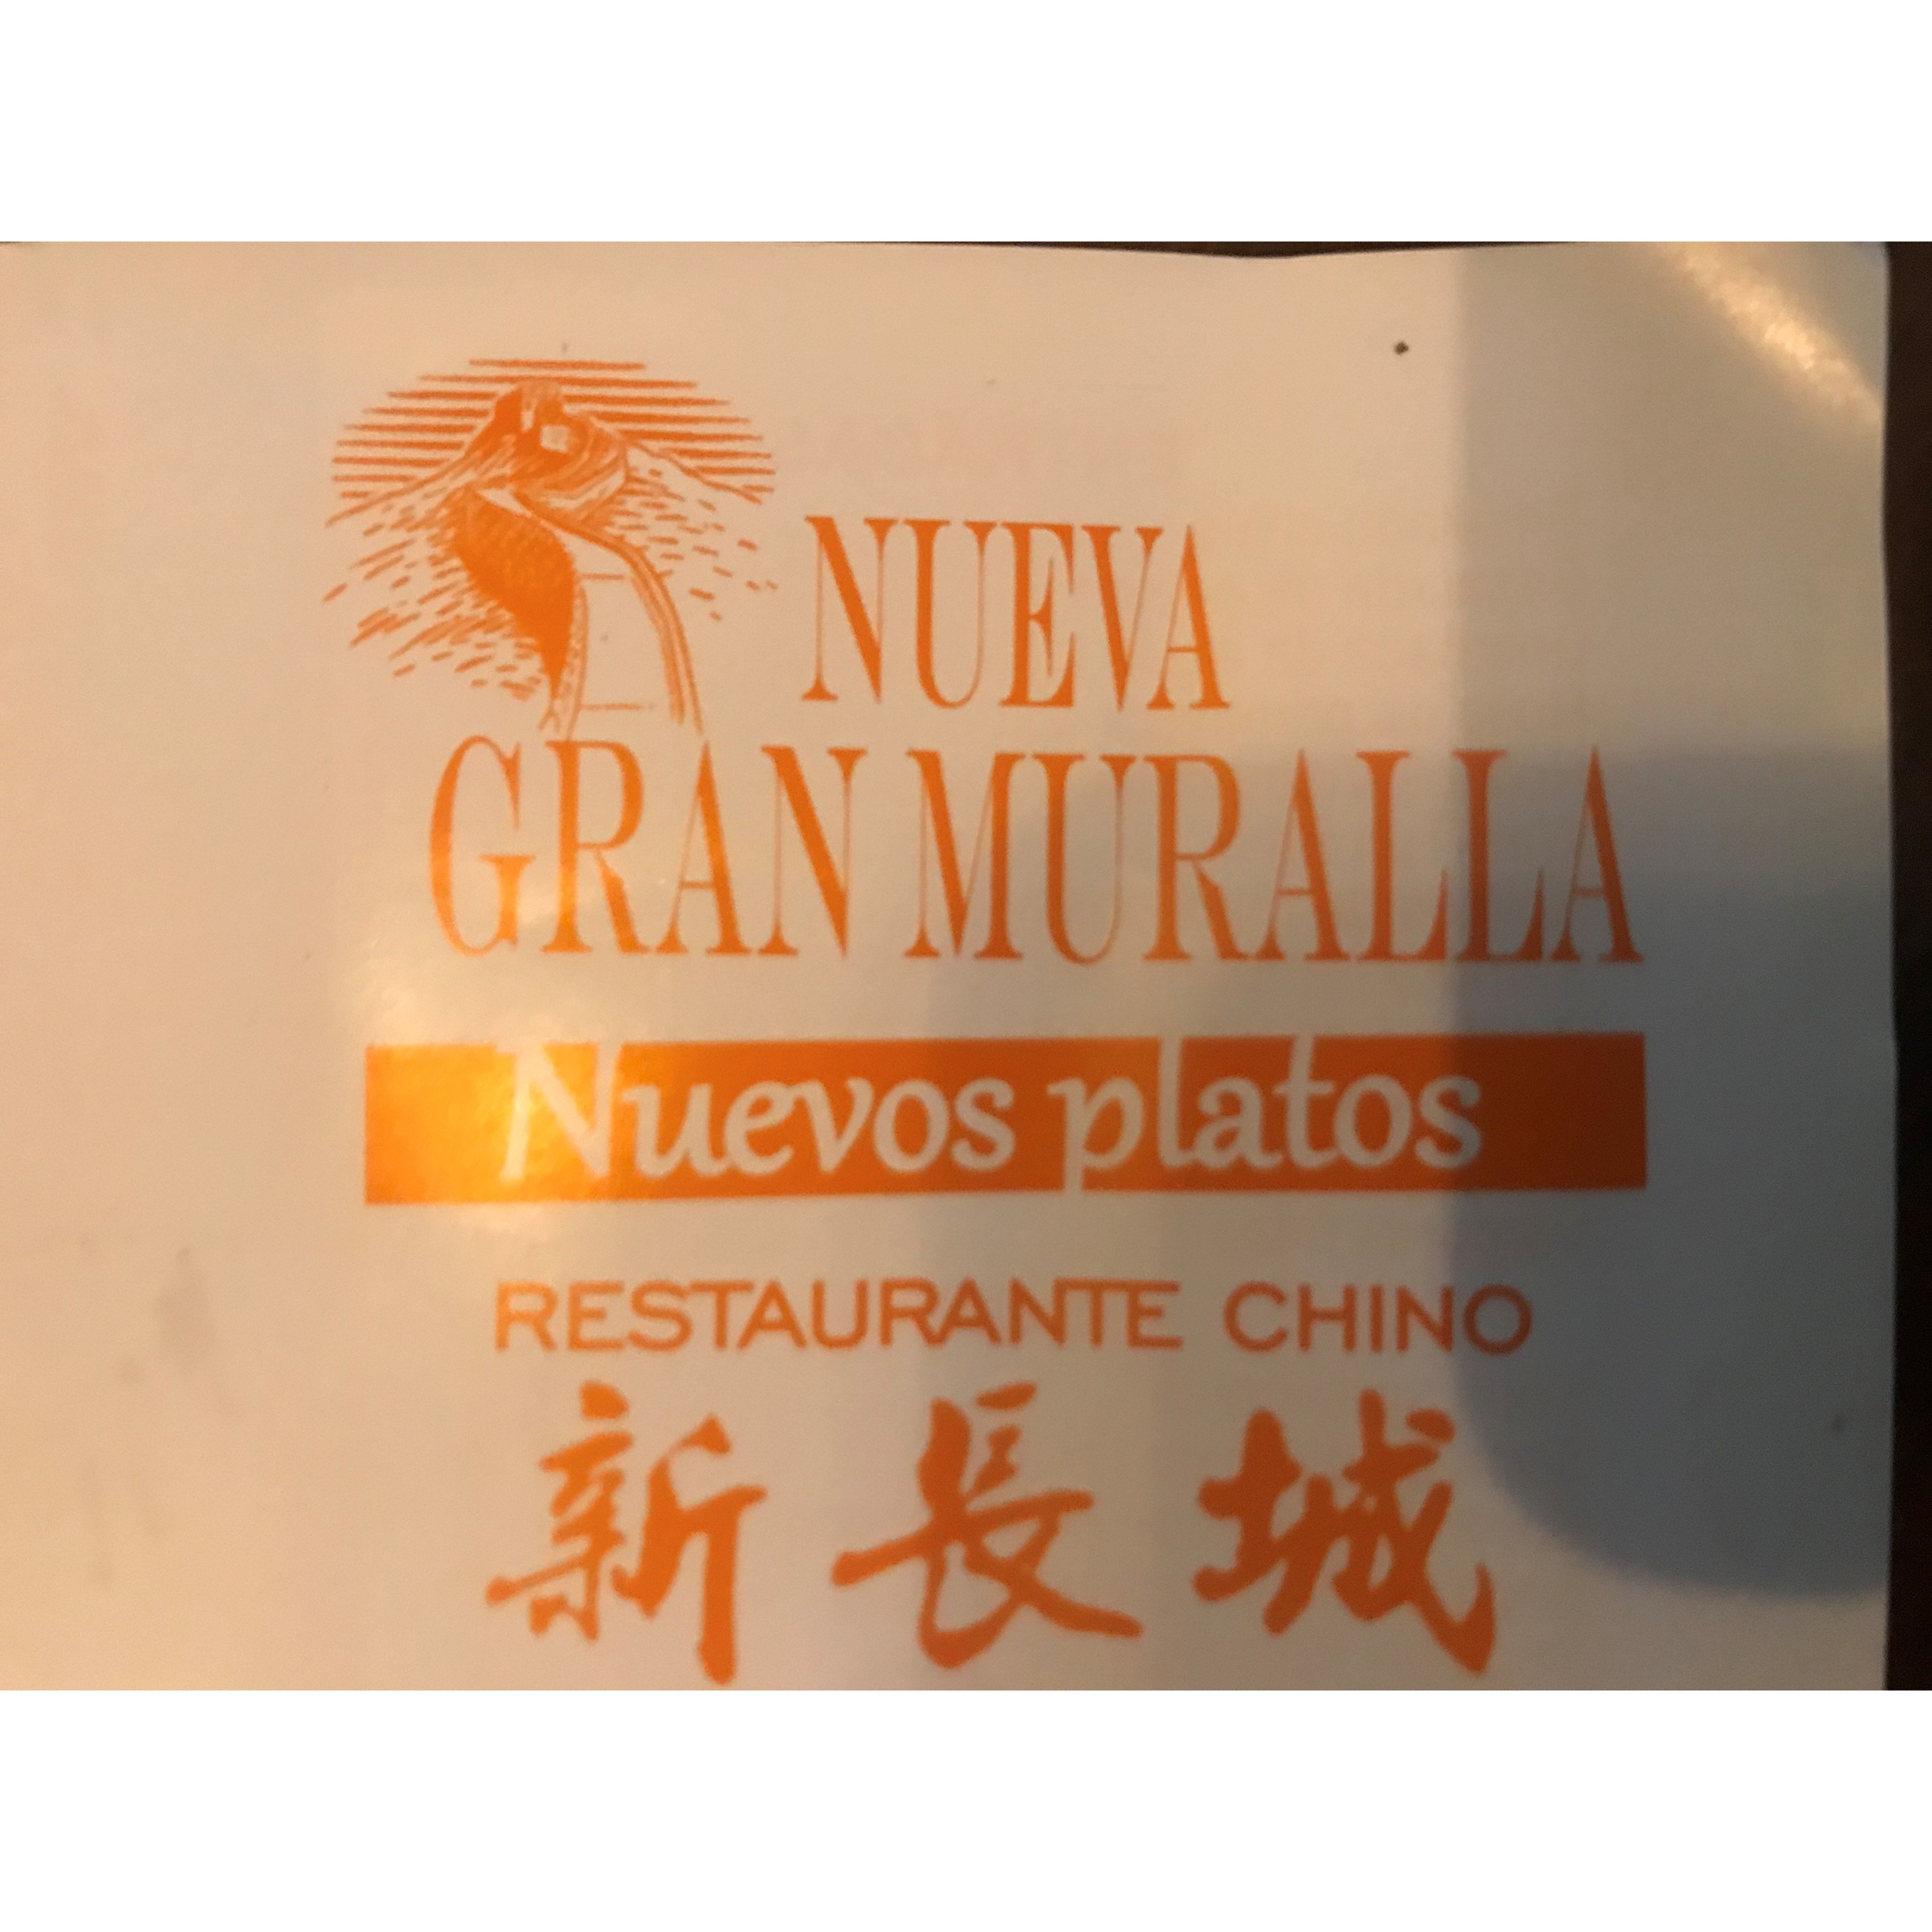 NUEVA
GRAN MURALLA
Nuevos platos
RESTAURANTE CHINO
新長城